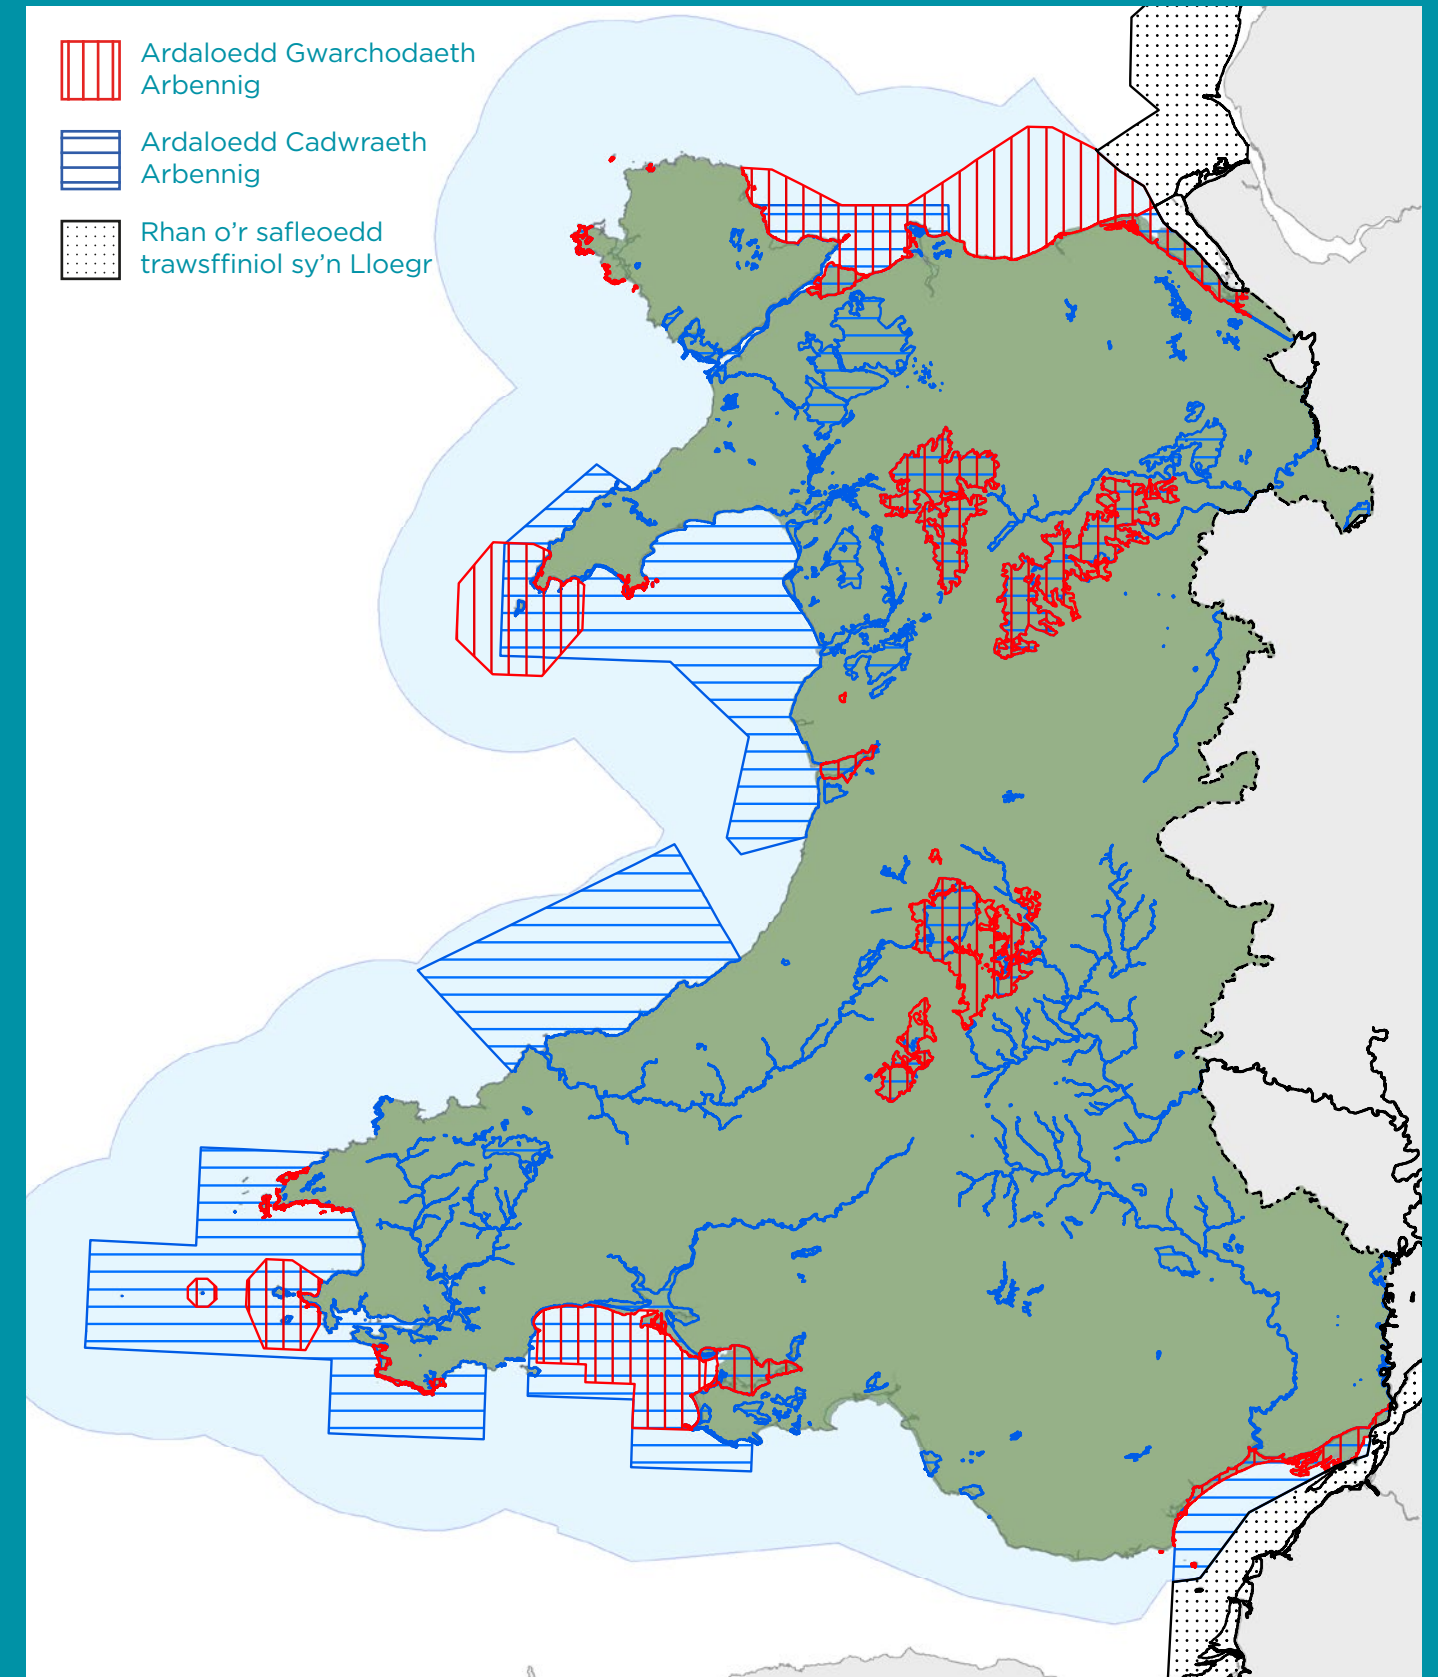 Ardaloedd Gwarchodaeth
Arbennig
Ardaloedd Cadwraeth
Arbennig
Rhan o'r safleoedd
trawsffiniol sy'n Lloegr